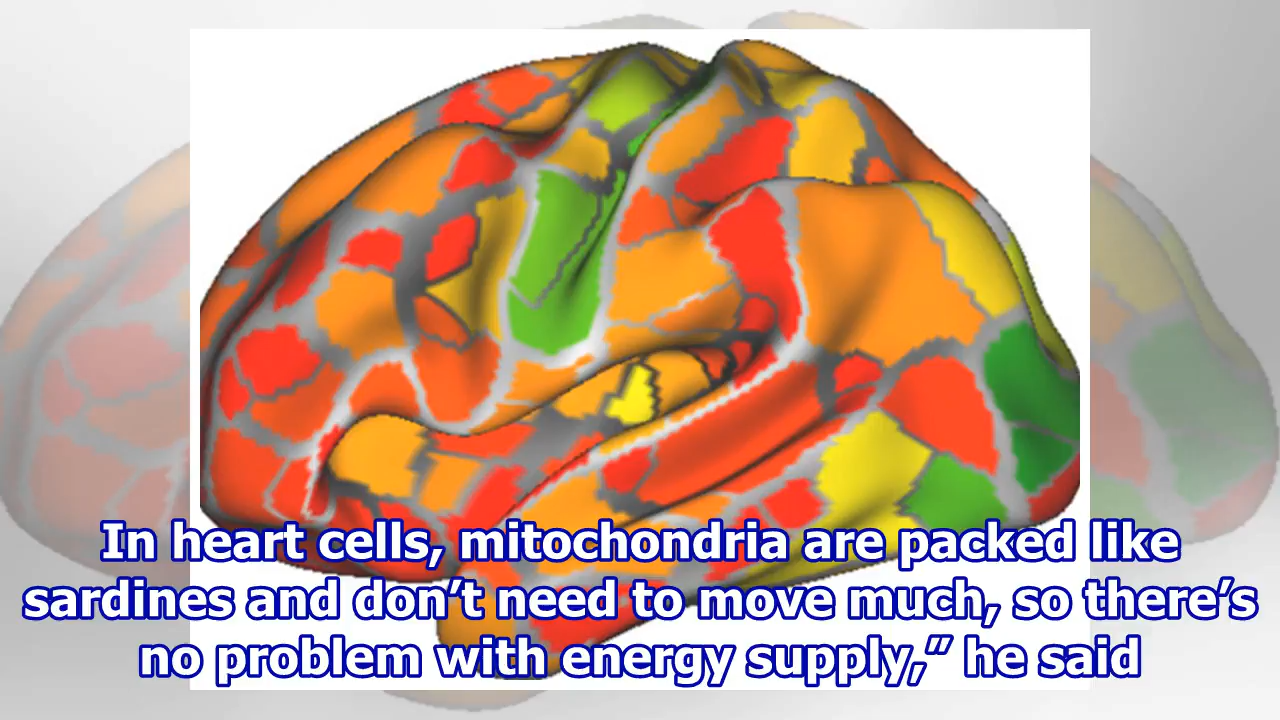 In heart cells, mitochondria are packed like
sardines and don’t need to move much, so there’s
no problem with energy supply,” he said